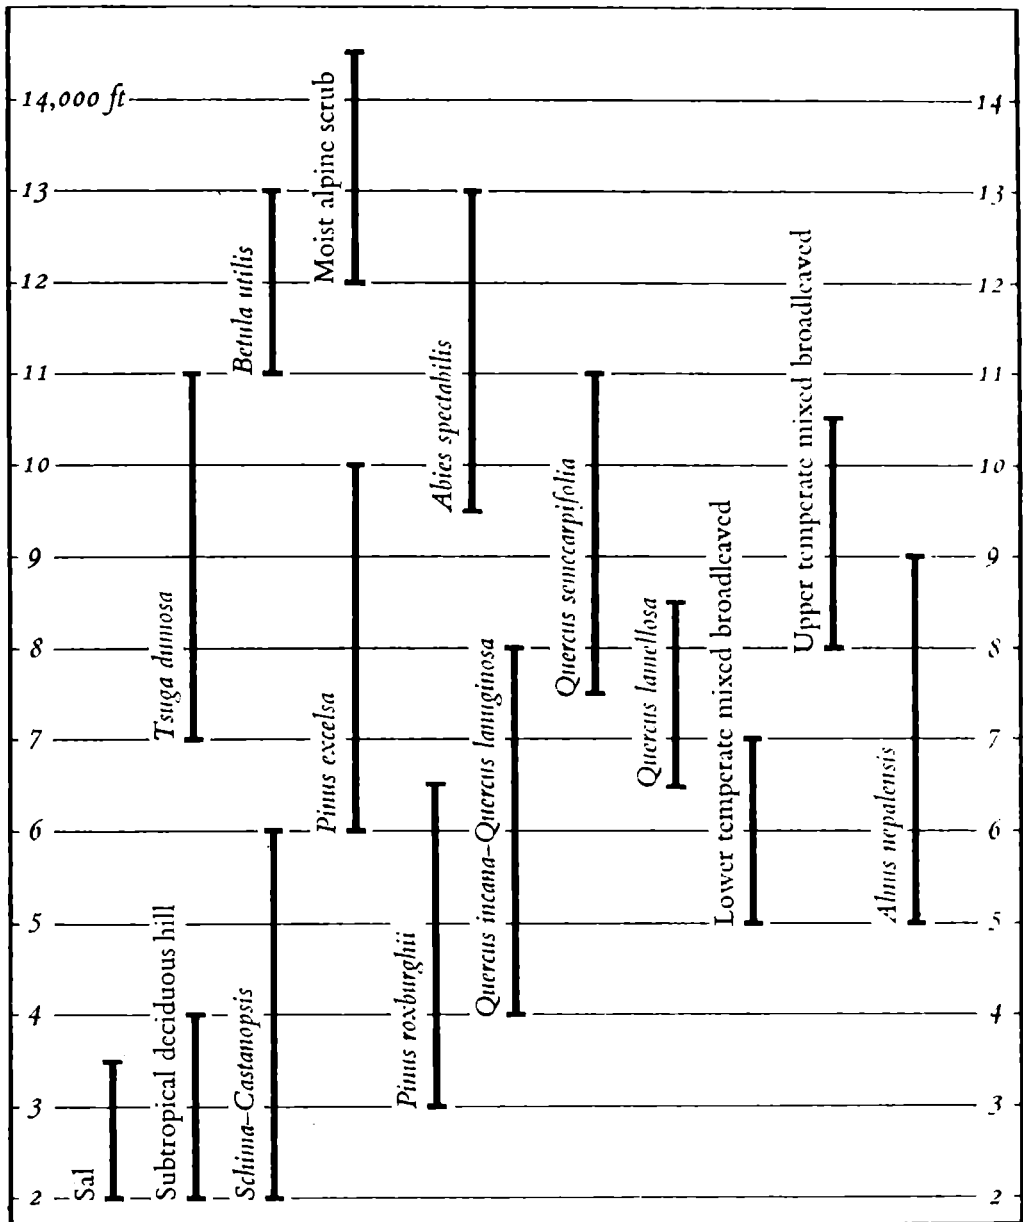 14,000 ft 14
13 13
12 12
11 11
10 10
9 9
8 8
7 7
6 6
5 5
4 4
3 3
2 2
Sal
Subtropical deciduous hill
Schima–Castanopsis
Tsuga dumosa
Betula utilis
Moist alpine scrub
Pinus excelsa
Pinus roxburghii
Abies spectabilis
Quercus incana–Quercus lanuginosa
Quercus semecarpifolia
Quercus lamellosa
Lower temperate mixed broadleaved
Upper temperate mixed broadleaved
Alnus nepalensis